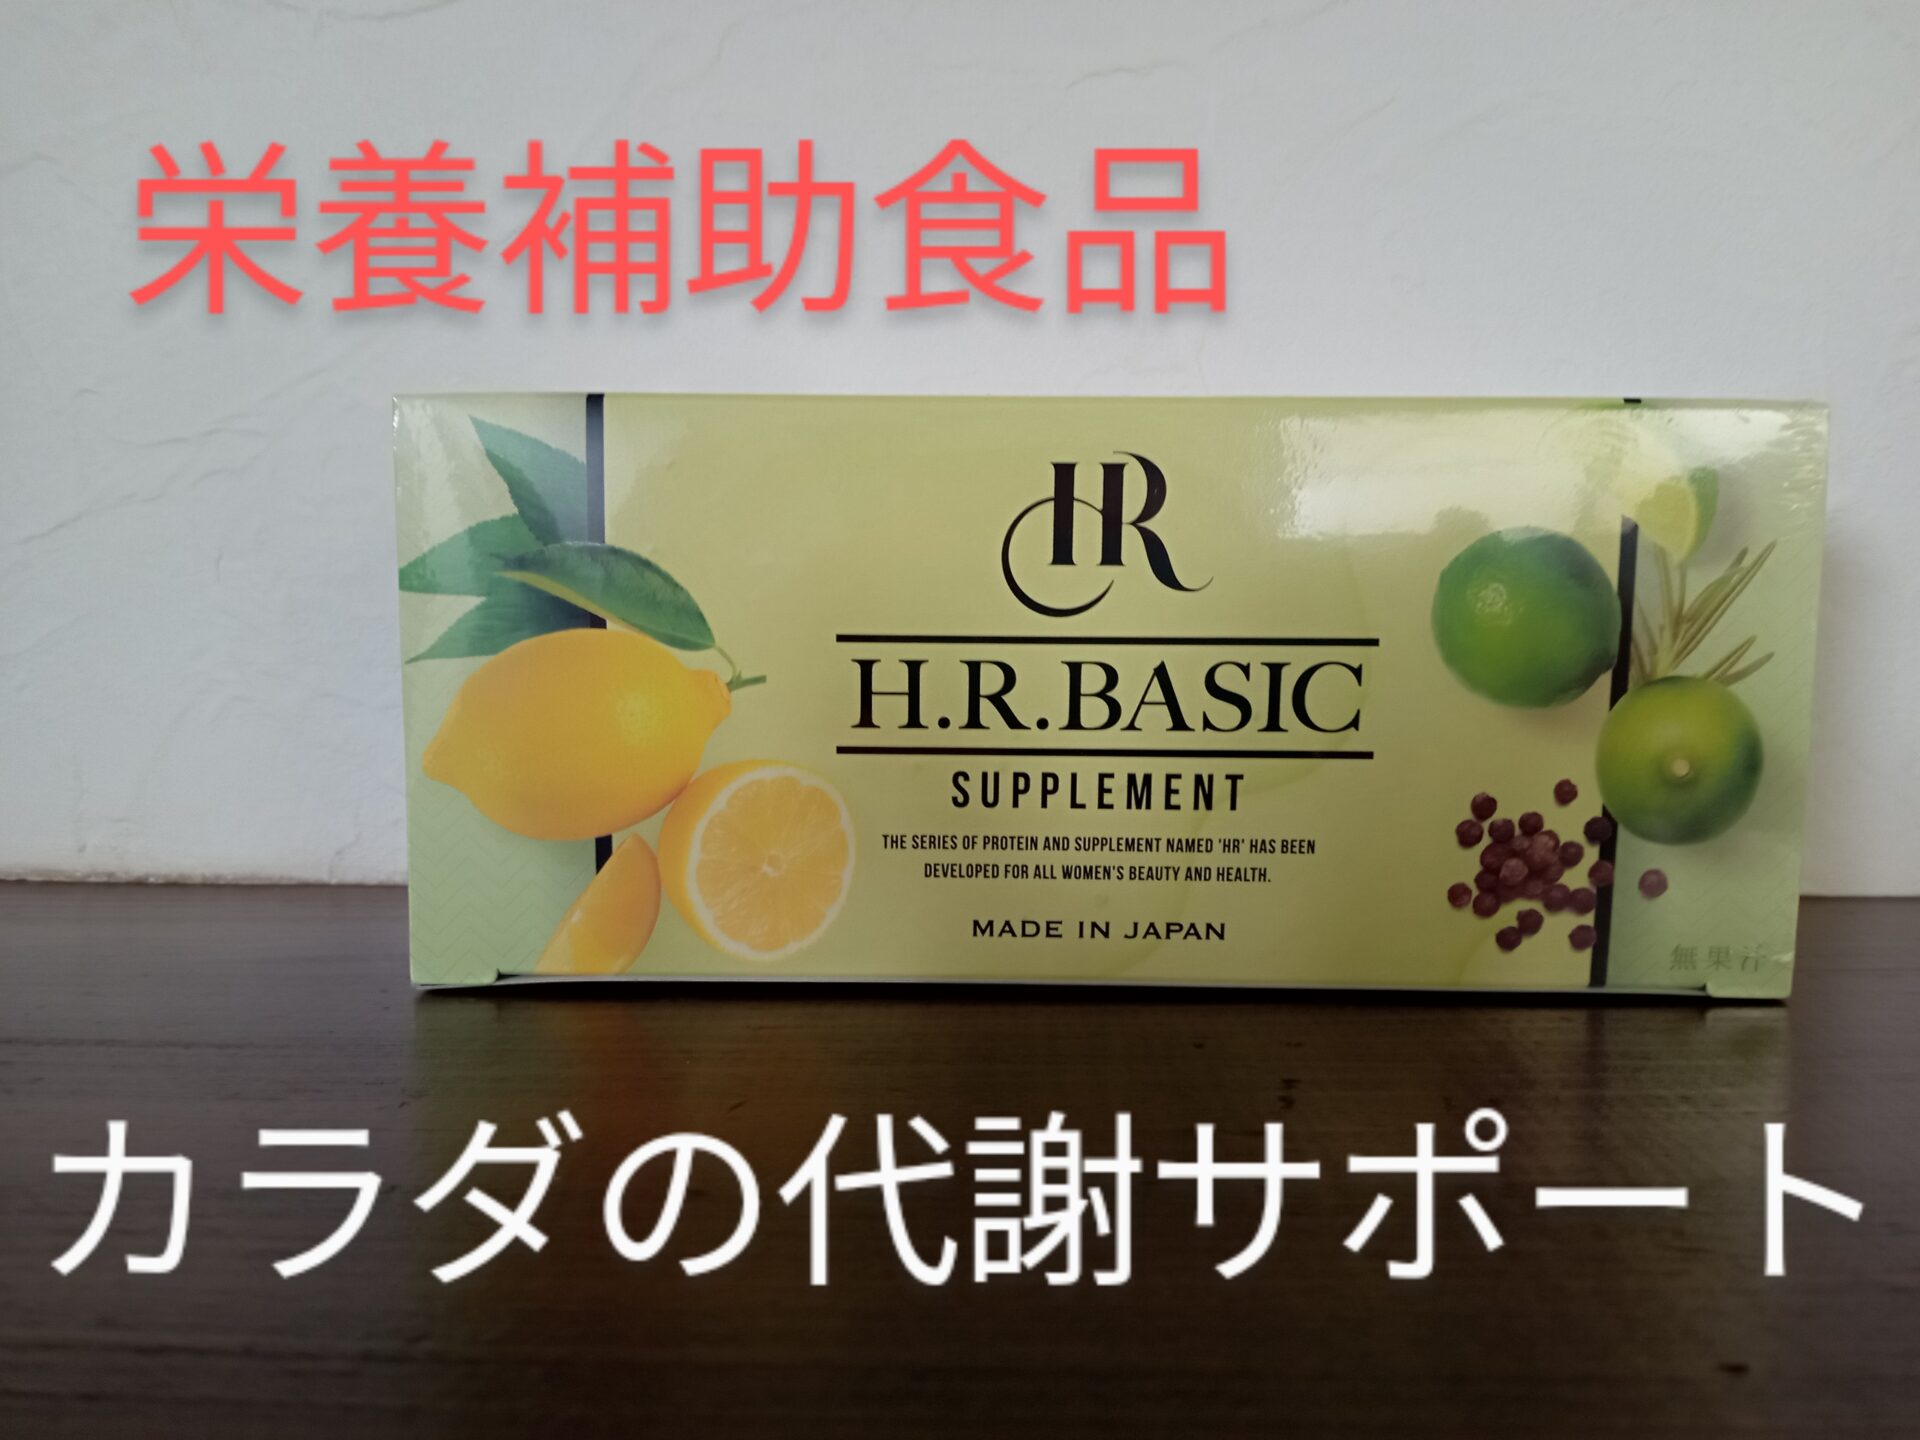 栄養補助食品
HR
H.R.BASIC
SUPPLEMENT
THE SERIES OF PROTEIN AND SUPPLEMENT NAMED 'HR' HAS BEEN
DEVELOPED FOR ALL WOMEN'S BEAUTY AND HEALTH.
MADE IN JAPAN
無果汁
カラダの代謝サポート